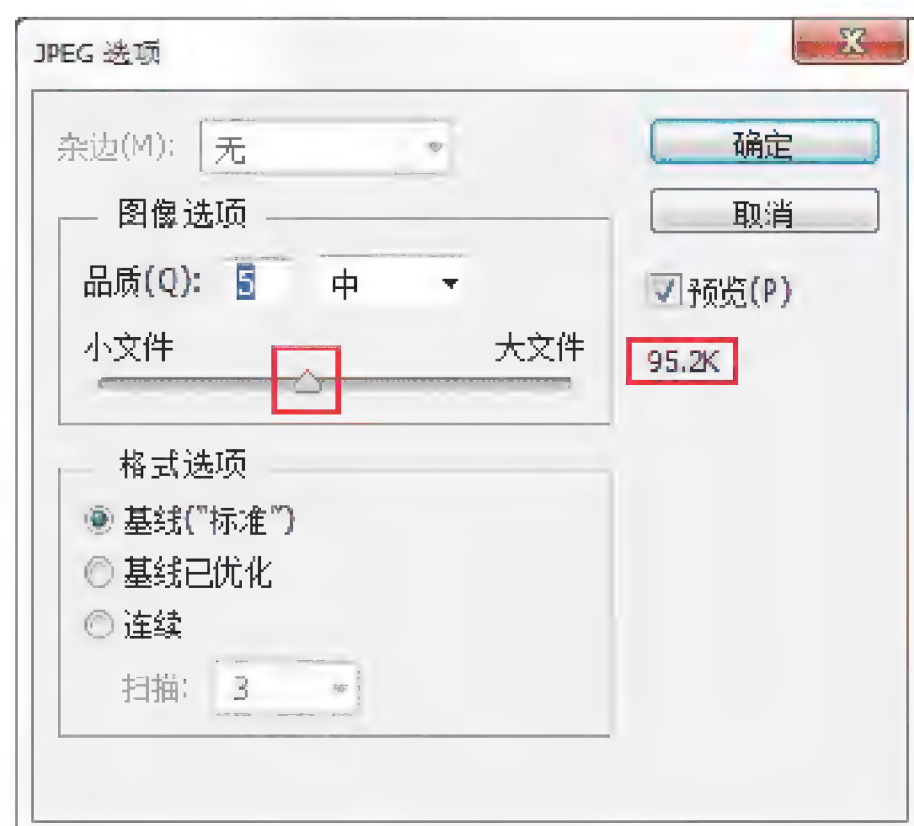 JPEG 选项
杂边(M): 无
确定
图像选项
取消
品质(Q): 5 中
预览(P)
小文件 大文件
95.2K
格式选项
基线("标准")
基线已优化
连续
扫描: 3